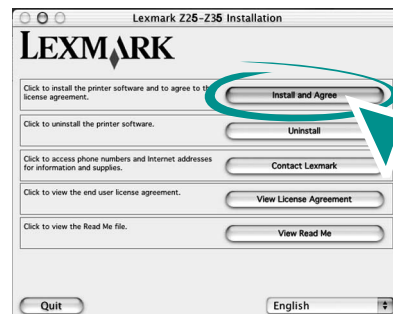 Lexmark Z25-Z35 Installation
LEXMARK
Click to install the printer software and to agree to the
license agreement.
Install and Agree
Click to uninstall the printer software.
Uninstall
Click to access phone numbers and Internet addresses
for information and supplies.
Contact Lexmark
Click to view the end user license agreement.
View License Agreement
Click to view the Read Me file.
View Read Me
Quit
English